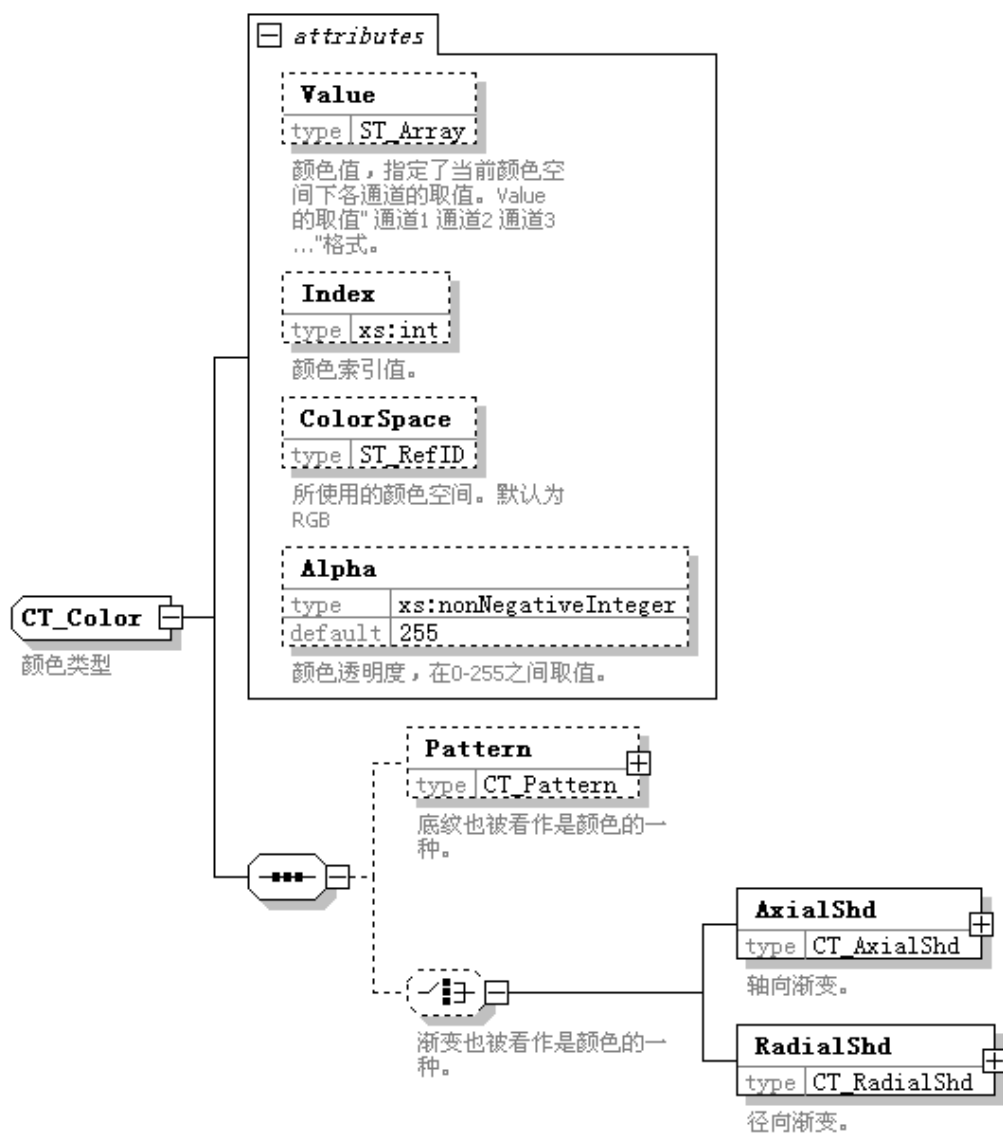 attributes
Value
type ST_Array
颜色值，指定了当前颜色空
间下各通道的取值。Value
的取值" 通道1 通道2 通道3
..."格式。
Index
type xs:int
颜色索引值。
ColorSpace
type ST_RefID
所使用的颜色空间。默认为
RGB
Alpha
type xs:nonNegativeInteger
default 255
颜色透明度，在0-255之间取值。
CT_Color
颜色类型
Pattern
type CT_Pattern
底纹也被看作是颜色的一
种。
渐变也被看作是颜色的一
种。
AxialShd
type CT_AxialShd
轴向渐变。
RadialShd
type CT_RadialShd
径向渐变。